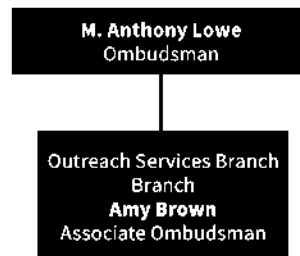 M. Anthony Lowe
Ombudsman
Outreach Services Branch
Branch
Amy Brown
Associate Ombudsman